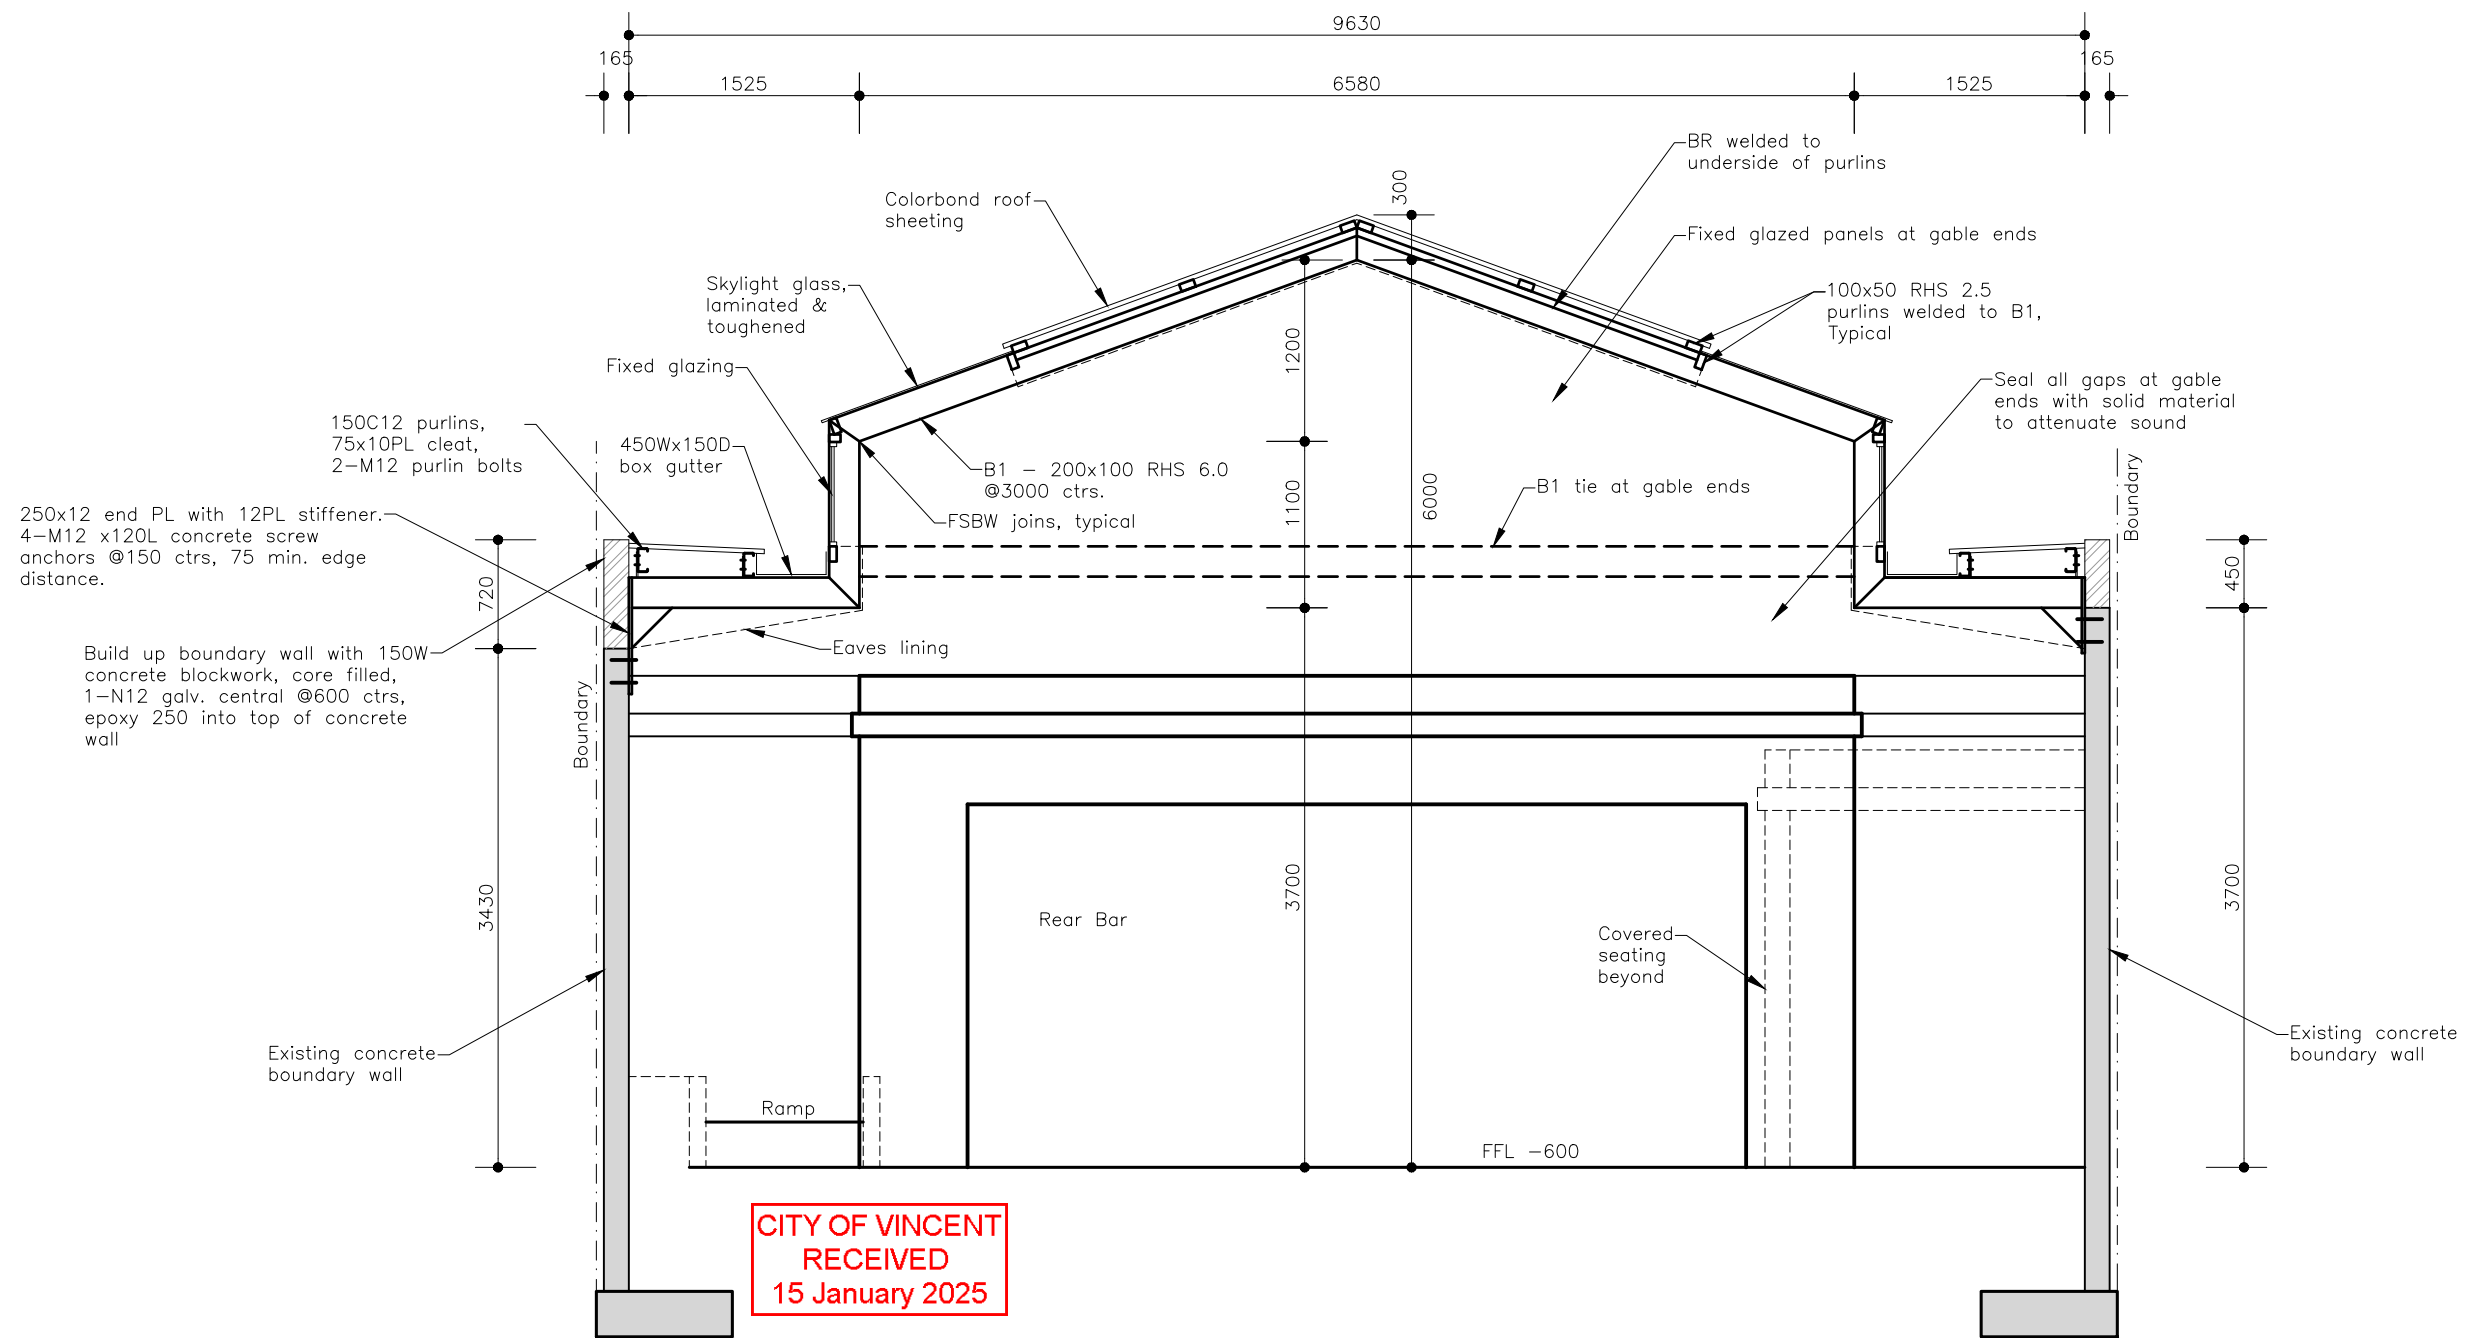 9630
165
1525
6580
1525
165
BR welded to
underside of purlins
300
Colorbond roof
sheeting
Fixed glazed panels at gable ends
Skylight glass,
laminated &
toughened
100x50 RHS 2.5
purlins welded to B1,
Typical
1200
Fixed glazing
Seal all gaps at gable
ends with solid material
to attenuate sound
150C12 purlins,
75x10PL cleat,
2-M12 purlin bolts
450Wx150D
box gutter
B1 - 200x100 RHS 6.0
@3000 ctrs.
1100
6000
B1 tie at gable ends
Boundary
250x12 end PL with 12PL stiffener.
4-M12 x120L concrete screw
anchors @150 ctrs, 75 min. edge
distance.
FSBW joins, typical
720
450
Build up boundary wall with 150W
concrete blockwork, core filled,
1-N12 galv. central @600 ctrs,
epoxy 250 into top of concrete
wall
Eaves lining
Boundary
3430
3700
3700
Rear Bar
Covered
seating
beyond
Existing concrete
boundary wall
Existing concrete
boundary wall
Ramp
FFL -600
CITY OF VINCENT
RECEIVED
15 January 2025